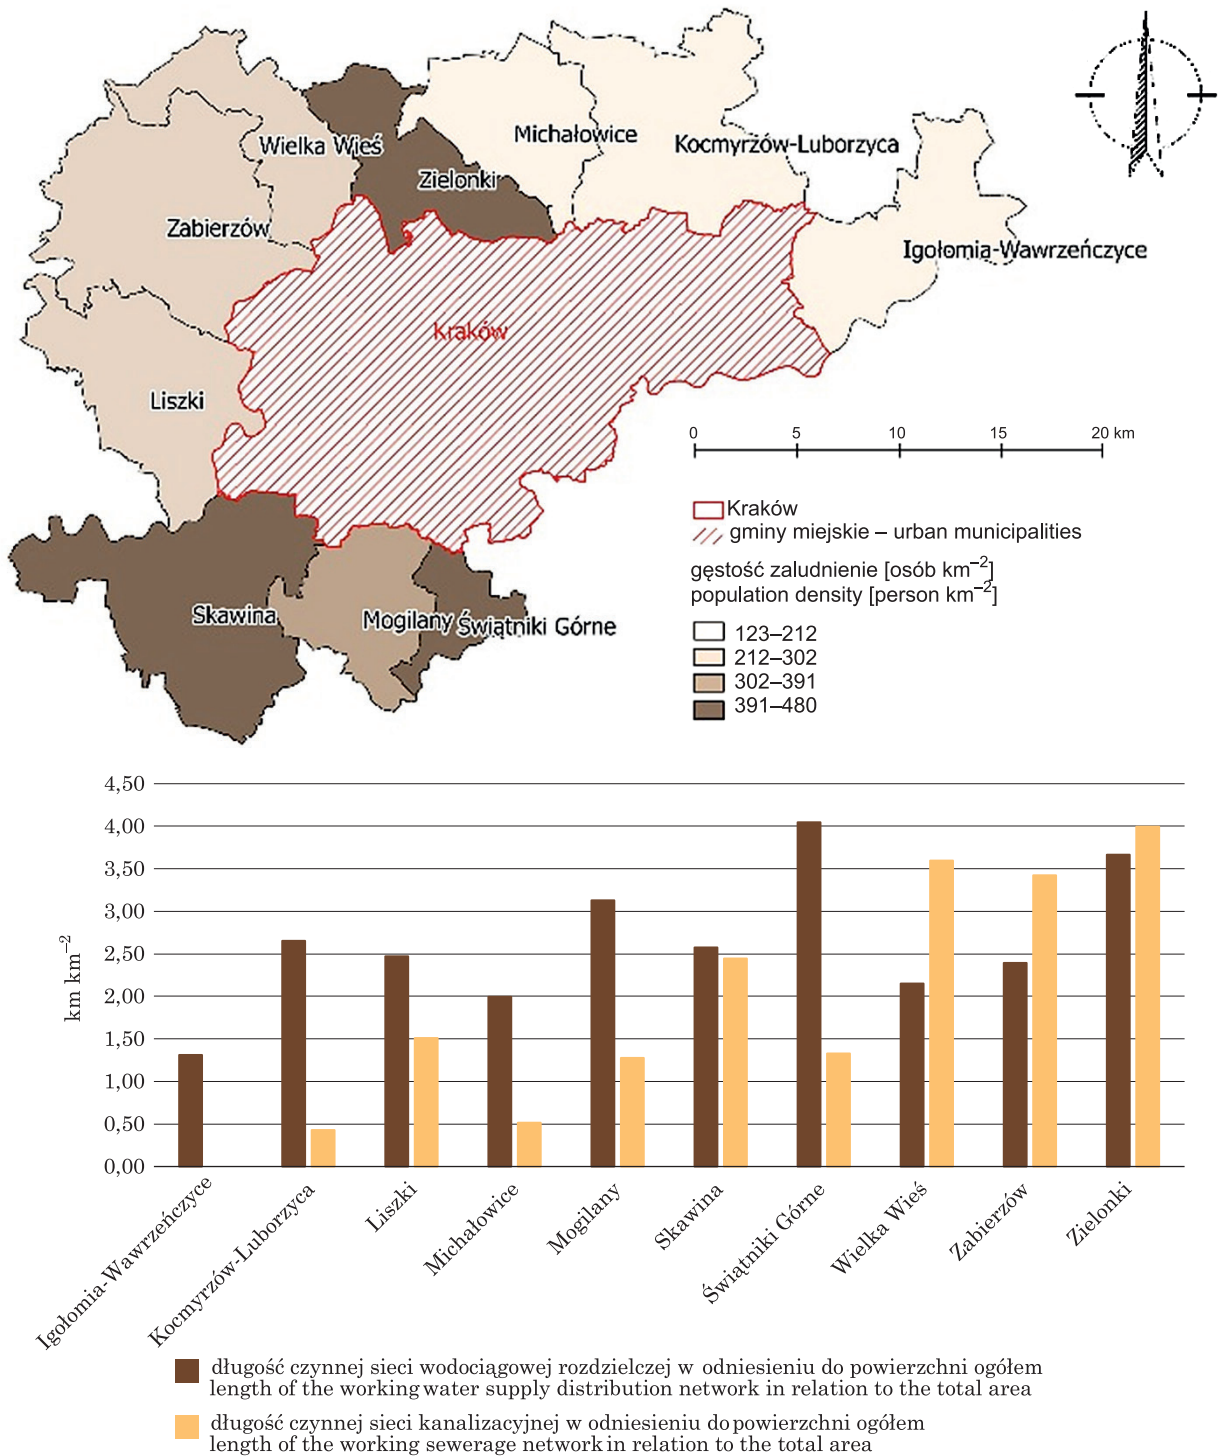 Wielka Wieś
Michałowice
Kocmyrzów-Luborzyca
Zielonki
Zabierzów
Igołomia-Wawrzeńczyce
Kraków
Liszki
0 5 10 15 20 km
Kraków
gminy miejskie – urban municipalities
gęstość zaludnienie [osób km⁻²]
population density [person km⁻²]
Skawina
Mogilany
Świątniki Górne
123–212
212–302
302–391
391–480
4,50
4,00
3,50
3,00
2,50
2,00
1,50
1,00
0,50
0,00
km km⁻²
Igołomia-Wawrzeńczyce
Kocmyrzów-Luborzyca
Liszki
Michałowice
Mogilany
Skawina
Świątniki Górne
Wielka Wieś
Zabierzów
Zielonki
długość czynnej sieci wodociągowej rozdzielczej w odniesieniu do powierzchni ogółem
length of the working water supply distribution network in relation to the total area
długość czynnej sieci kanalizacyjnej w odniesieniu do powierzchni ogółem
length of the working sewerage network in relation to the total area